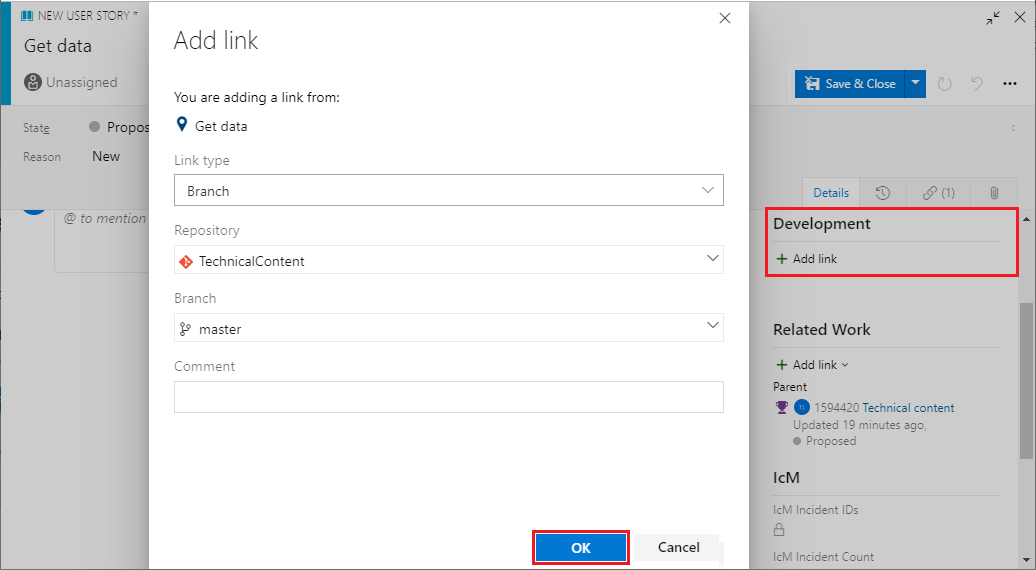 NEW USER STORY *
Get data
Unassigned
Save & Close
State
Propos
Reason
New
@ to mention
Add link
You are adding a link from:
Get data
Link type
Branch
Repository
TechnicalContent
Branch
master
Comment
OK
Cancel
Details
(1)
Development
+ Add link
Related Work
+ Add link
Parent
1594420 Technical content
Updated 19 minutes ago,
Proposed
IcM
IcM Incident IDs
IcM Incident Count